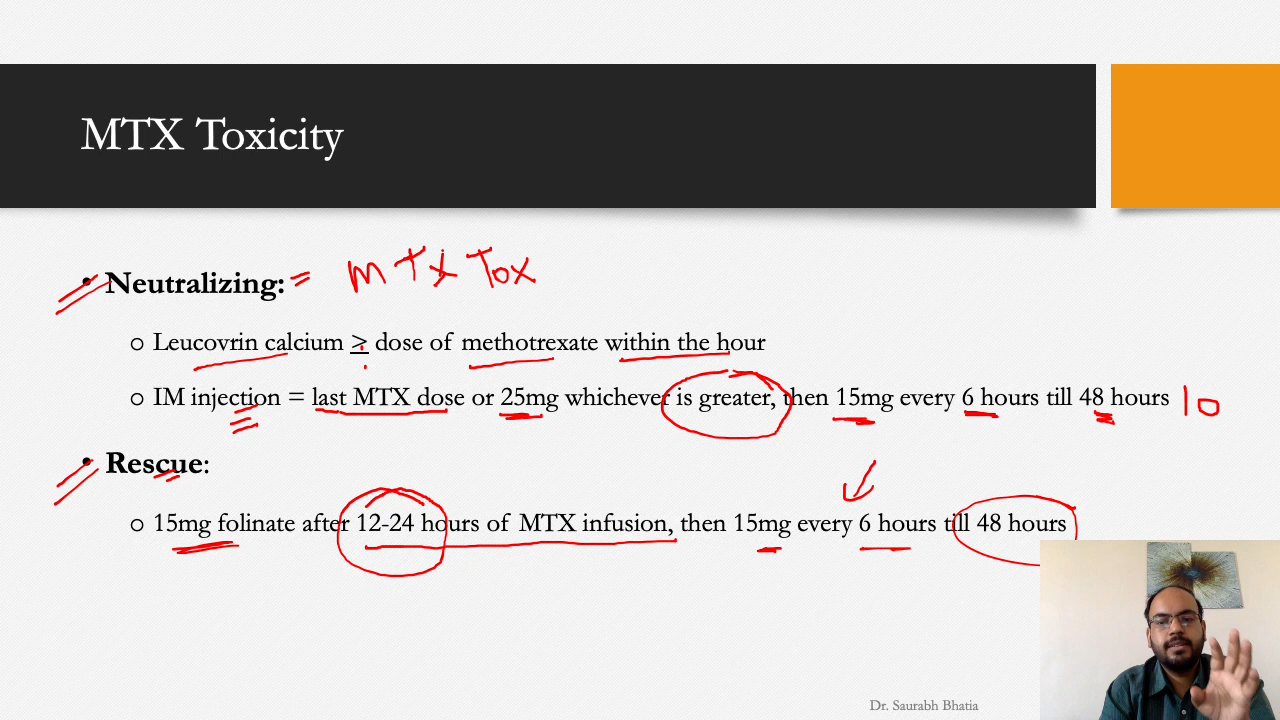 MTX Toxicity
• Neutralizing: = MTX Tox
o Leucovrin calcium ≥ dose of methotrexate within the hour
o IM injection = last MTX dose or 25mg whichever is greater, then 15mg every 6 hours till 48 hours 10
• Rescue:
o 15mg folinate after 12-24 hours of MTX infusion, then 15mg every 6 hours till 48 hours
Dr. Saurabh Bhatia